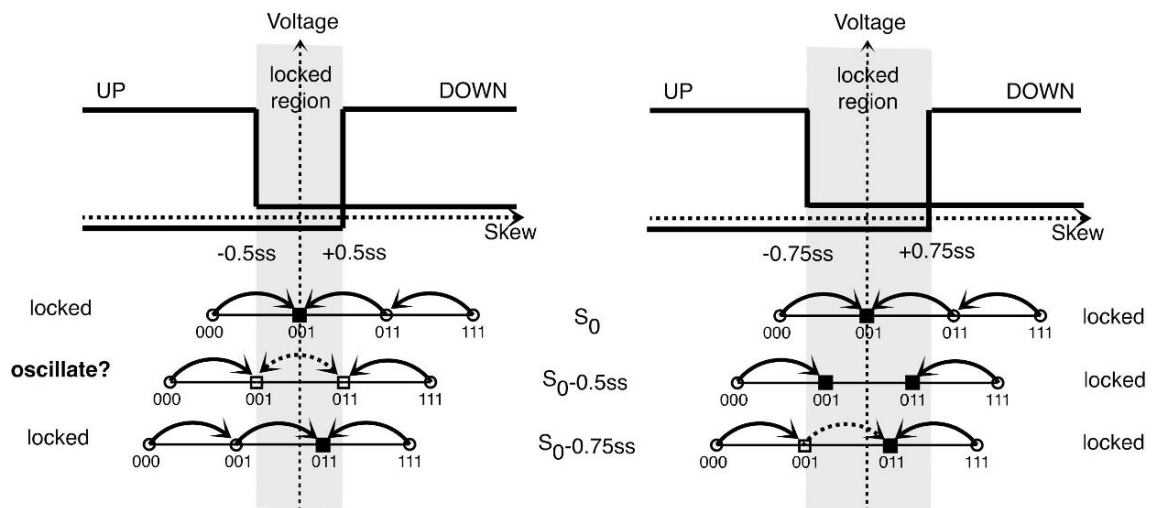 Voltage
UP
locked
region
DOWN
Skew
-0.5ss
+0.5ss
locked
000 001 011 111
oscillate?
000 001 011 111
locked
000 001 011 111
S0
S0-0.5ss
S0-0.75ss
Voltage
UP
locked
region
DOWN
Skew
-0.75ss
+0.75ss
000 001 011 111
locked
000 001 011 111
locked
000 001 011 111
locked